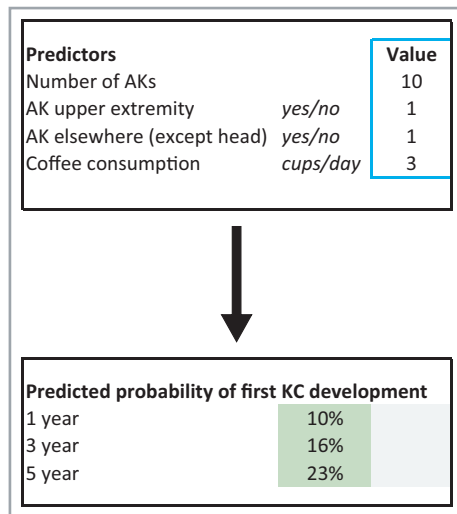 Predictors Value
Number of AKs 10
AK upper extremity yes/no 1
AK elsewhere (except head) yes/no 1
Coffee consumption cups/day 3
Predicted probability of first KC development
1 year 10%
3 year 16%
5 year 23%